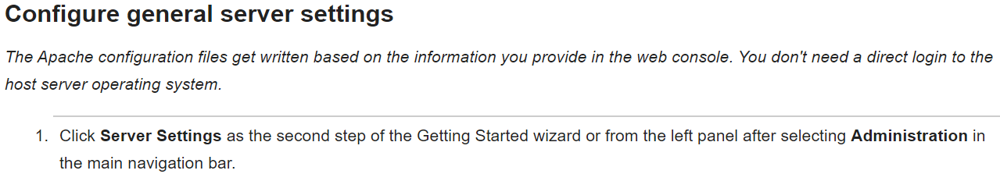 Configure general server settings
The Apache configuration files get written based on the information you provide in the web console. You don't need a direct login to the
host server operating system.
1. Click Server Settings as the second step of the Getting Started wizard or from the left panel after selecting Administration in
the main navigation bar.